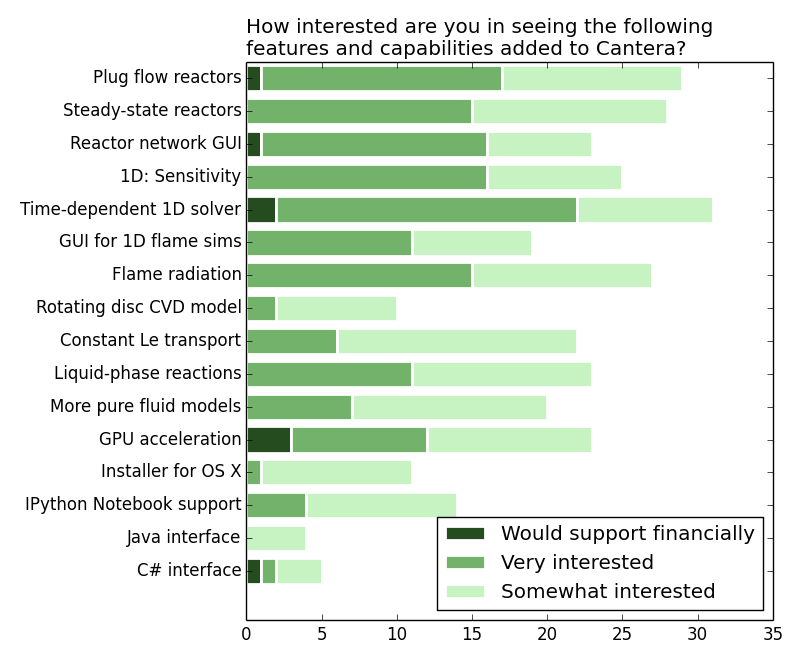 How interested are you in seeing the following
features and capabilities added to Cantera?
Plug flow reactors
Steady-state reactors
Reactor network GUI
1D: Sensitivity
Time-dependent 1D solver
GUI for 1D flame sims
Flame radiation
Rotating disc CVD model
Constant Le transport
Liquid-phase reactions
More pure fluid models
GPU acceleration
Installer for OS X
IPython Notebook support
Java interface
C# interface
Would support financially
Very interested
Somewhat interested
0 5 10 15 20 25 30 35